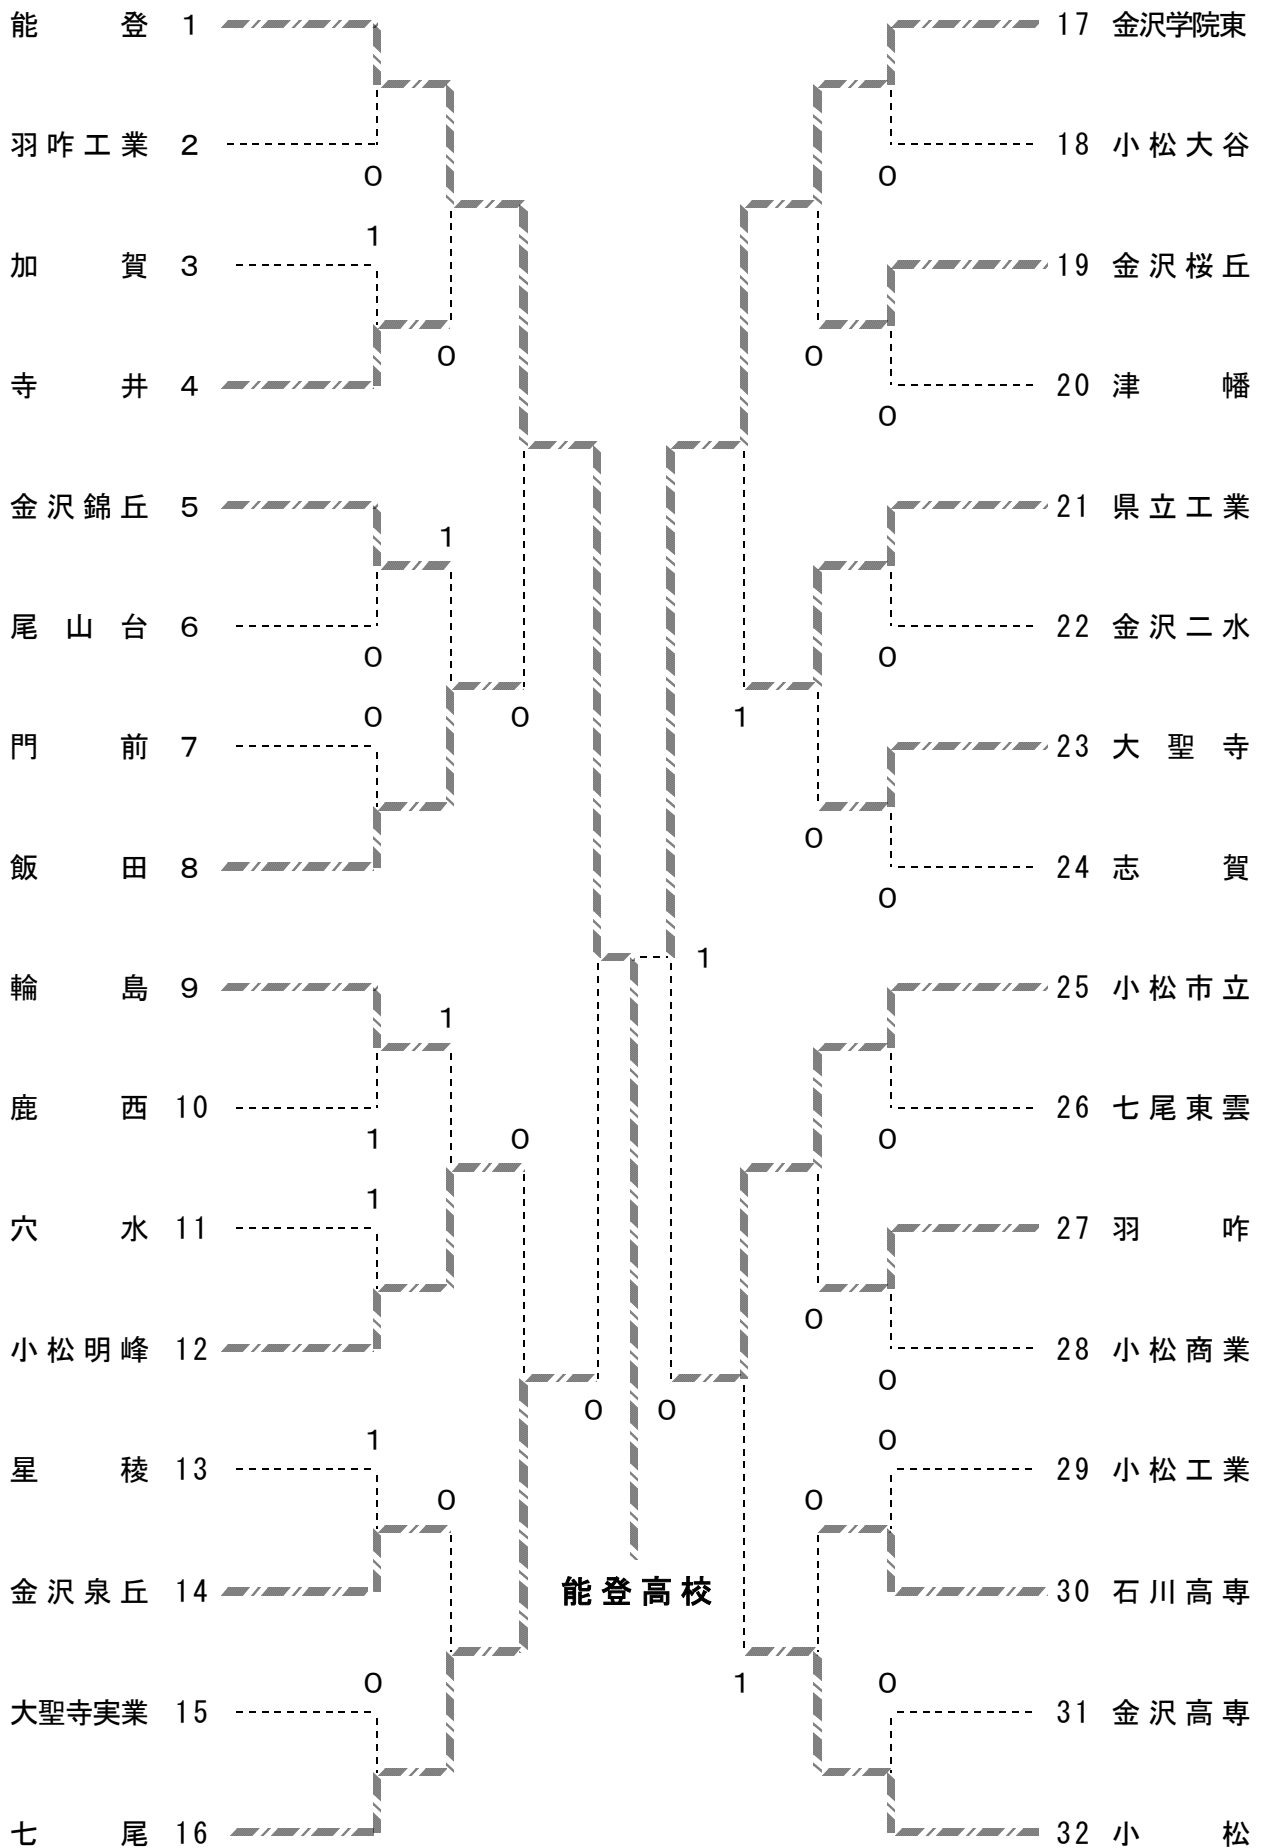 能登 1
羽咋工業 2
0
1
加賀 3
0
寺井 4
金沢錦丘 5
1
尾山台 6
0
0
0
門前 7
飯田 8
輪島 9
1
鹿西 10
1
0
1
穴水 11
小松明峰 12
0
1
星稜 13
0
金沢泉丘 14
0
大聖寺実業 15
七尾 16
1
能登高校
17 金沢学院東
18 小松大谷
0
19 金沢桜丘
0
20 津幡
0
21 県立工業
22 金沢二水
0
1
23 大聖寺
0
24 志賀
0
25 小松市立
26 七尾東雲
0
27 羽咋
0
28 小松商業
0
0
0
29 小松工業
0
30 石川高専
1
0
31 金沢高専
32 小松